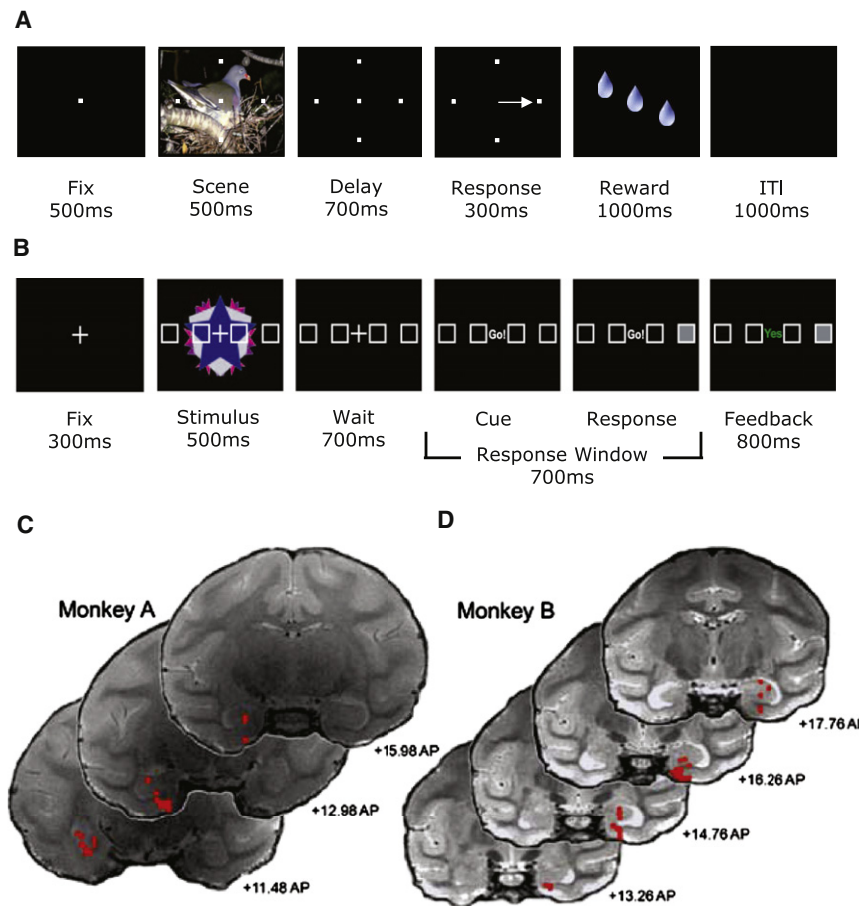 A
Fix
500ms
Scene
500ms
Delay
700ms
Response
300ms
Reward
1000ms
ITI
1000ms
B
Go!
Go!
Yes
Fix
300ms
Stimulus
500ms
Wait
700ms
Cue
Response
Response Window
700ms
Feedback
800ms
C
Monkey A
+15.98 AP
+12.98 AP
+11.48 AP
D
Monkey B
+17.76 AP
+16.26 AP
+14.76 AP
+13.26 AP